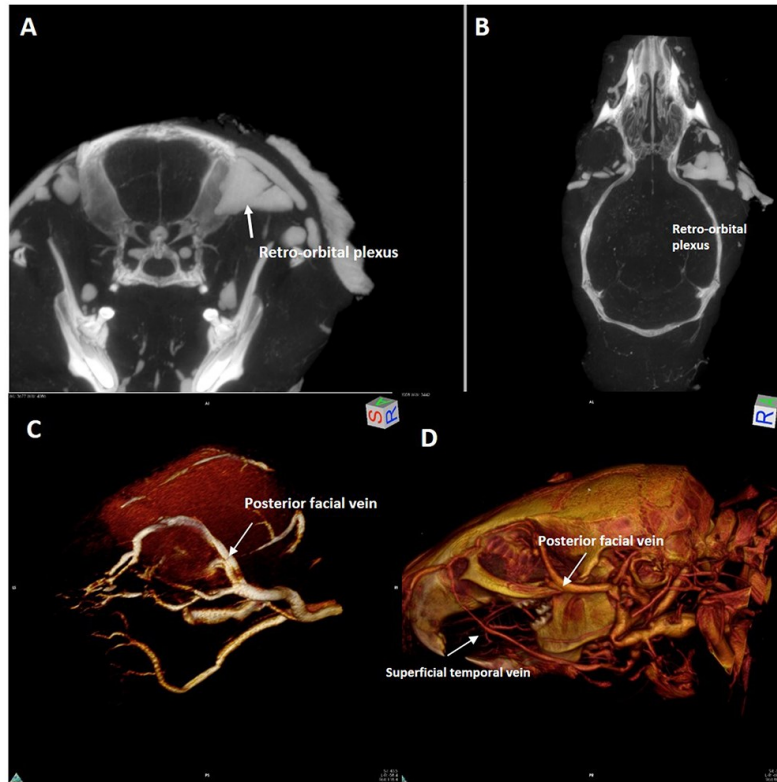 A
B
Retro-orbital plexus
Retro-orbital
plexus
S
R
R
C
D
Posterior facial vein
Posterior facial vein
Superficial temporal vein